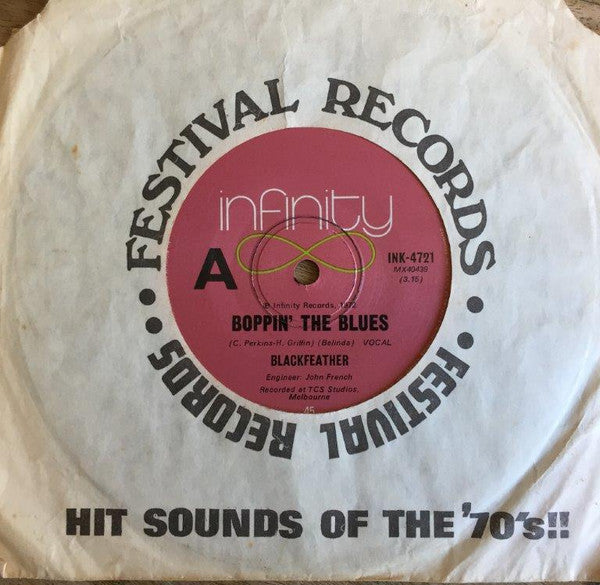 FESTIVAL RECORDS
infinity
A
INK-4721
MX40439
(3.15)
℗ Infinity Records, 1972
BOPPIN' THE BLUES
(C. Perkins-H. Griffin) (Belinda) VOCAL
BLACKFEATHER
Engineer: John French
Recorded at TCS Studios,
Melbourne
45
• FESTIVAL RECORDS •
HIT SOUNDS OF THE '70's!!